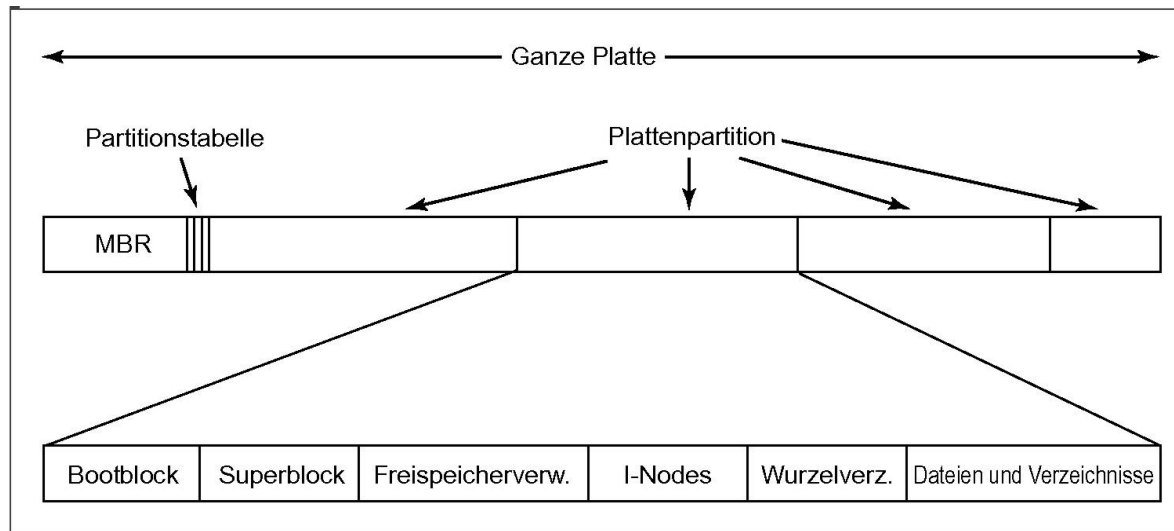 Ganze Platte
Partitionstabelle
Plattenpartition
MBR
Bootblock
Superblock
Freispeicherverw.
I-Nodes
Wurzelverz.
Dateien und Verzeichnisse